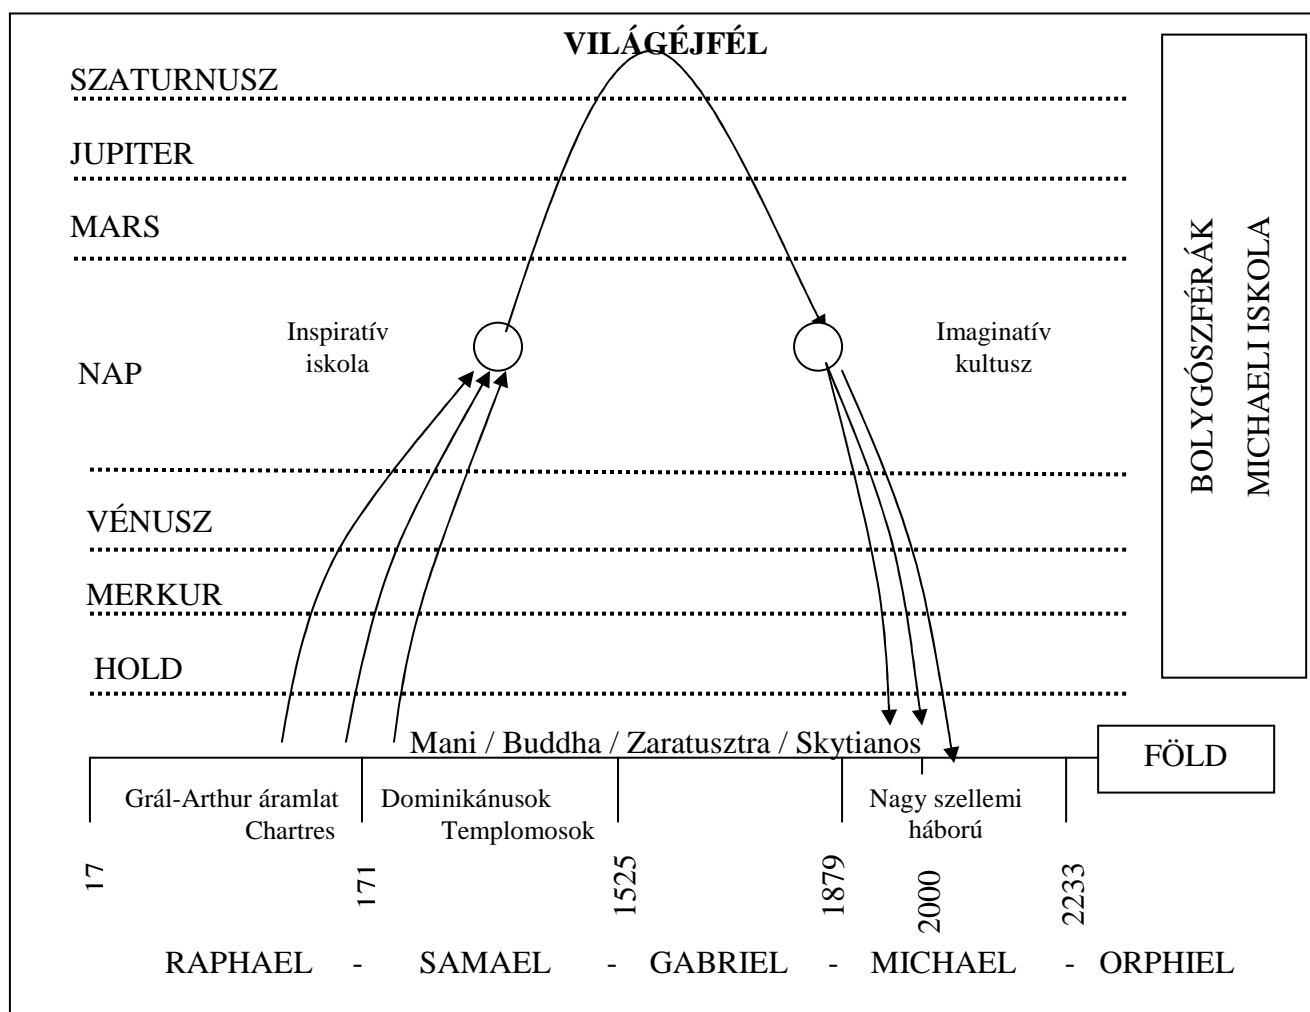 VILÁGÉJFÉL
SZATURNUSZ
JUPITER
MARS
Inspiratív
iskola
Imaginatív
kultusz
NAP
VÉNUSZ
MERKUR
HOLD
BOLYGÓSZFÉRÁK
MICHAELI ISKOLA
Mani / Buddha / Zaratusztra / Skytianos
FÖLD
Grál-Arthur áramlat
Chartres
Dominikánusok
Templomosok
Nagy szellemi
háború
17
171
1525
1879
2000
2233
RAPHAEL - SAMAEL - GABRIEL - MICHAEL - ORPHIEL